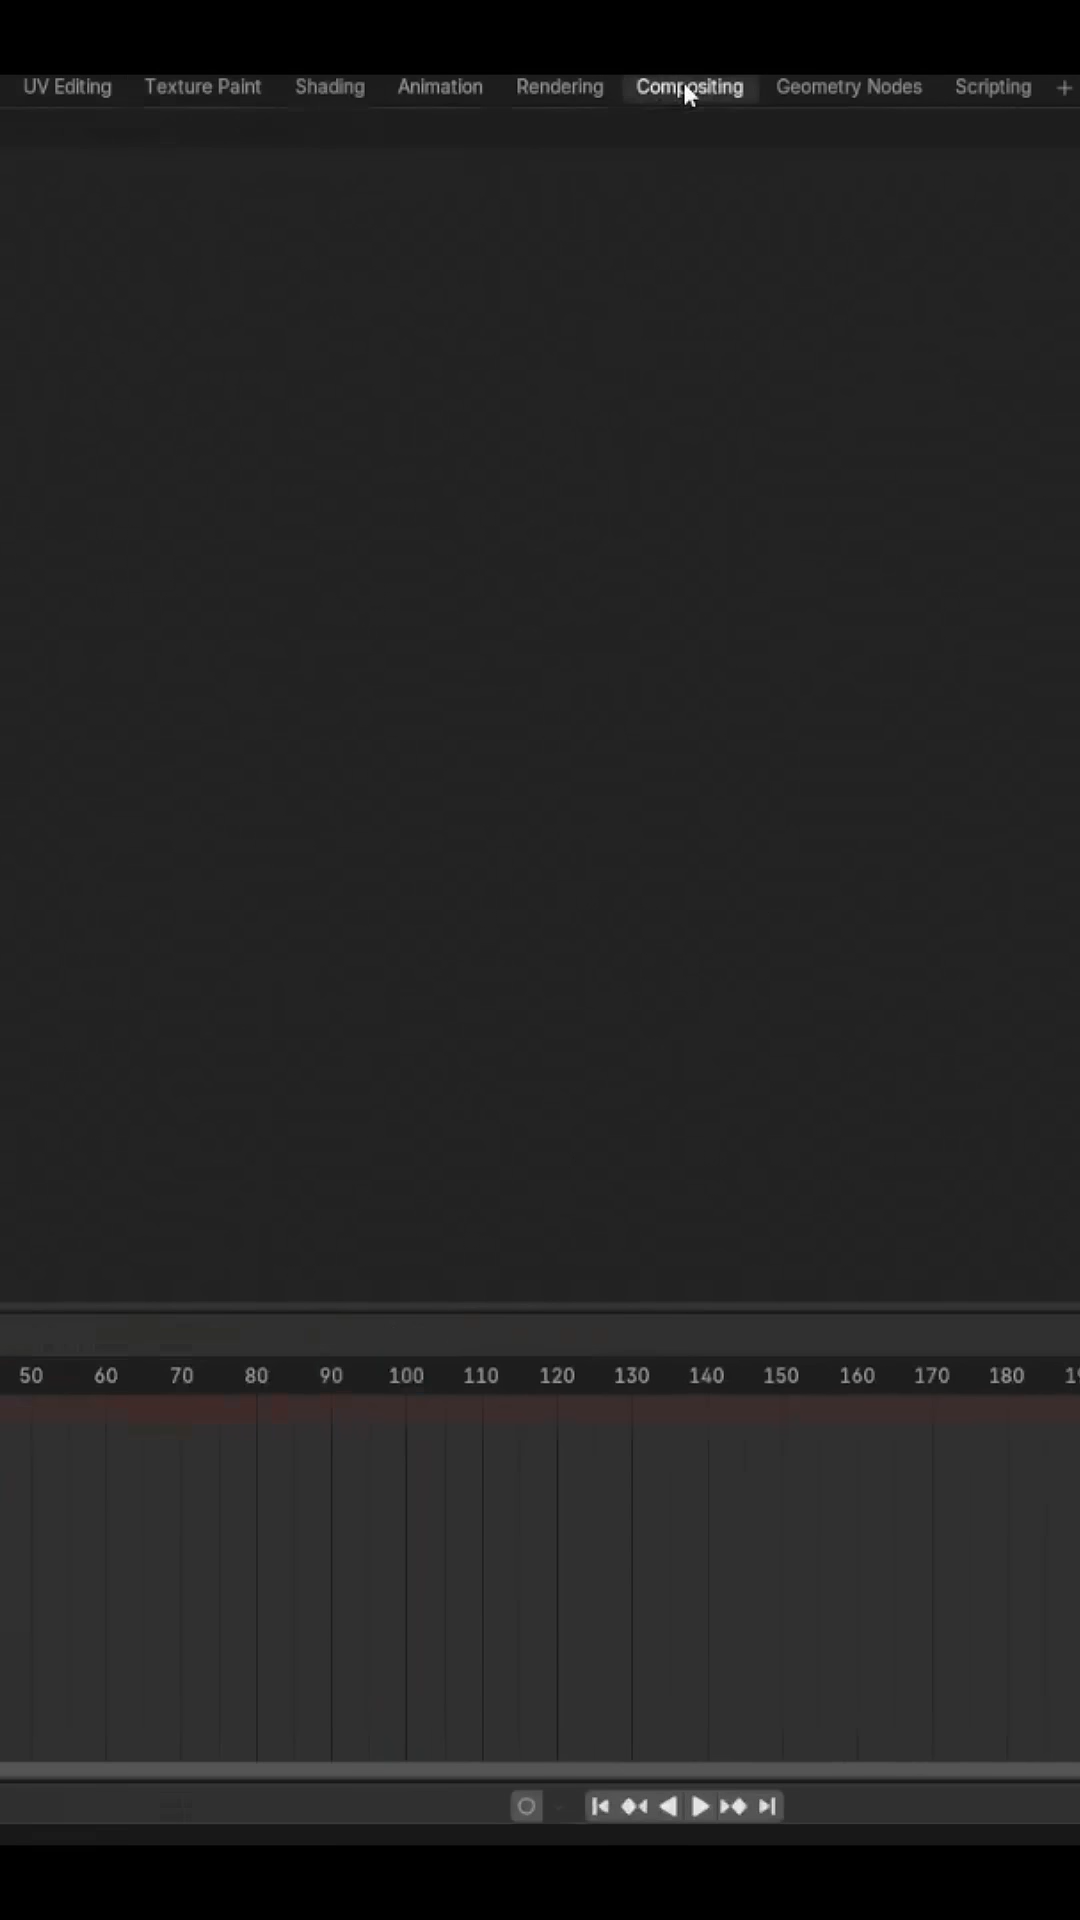 UV Editing Texture Paint Shading Animation Rendering Compositing Geometry Nodes Scripting +
50 60 70 80 90 100 110 120 130 140 150 160 170 180